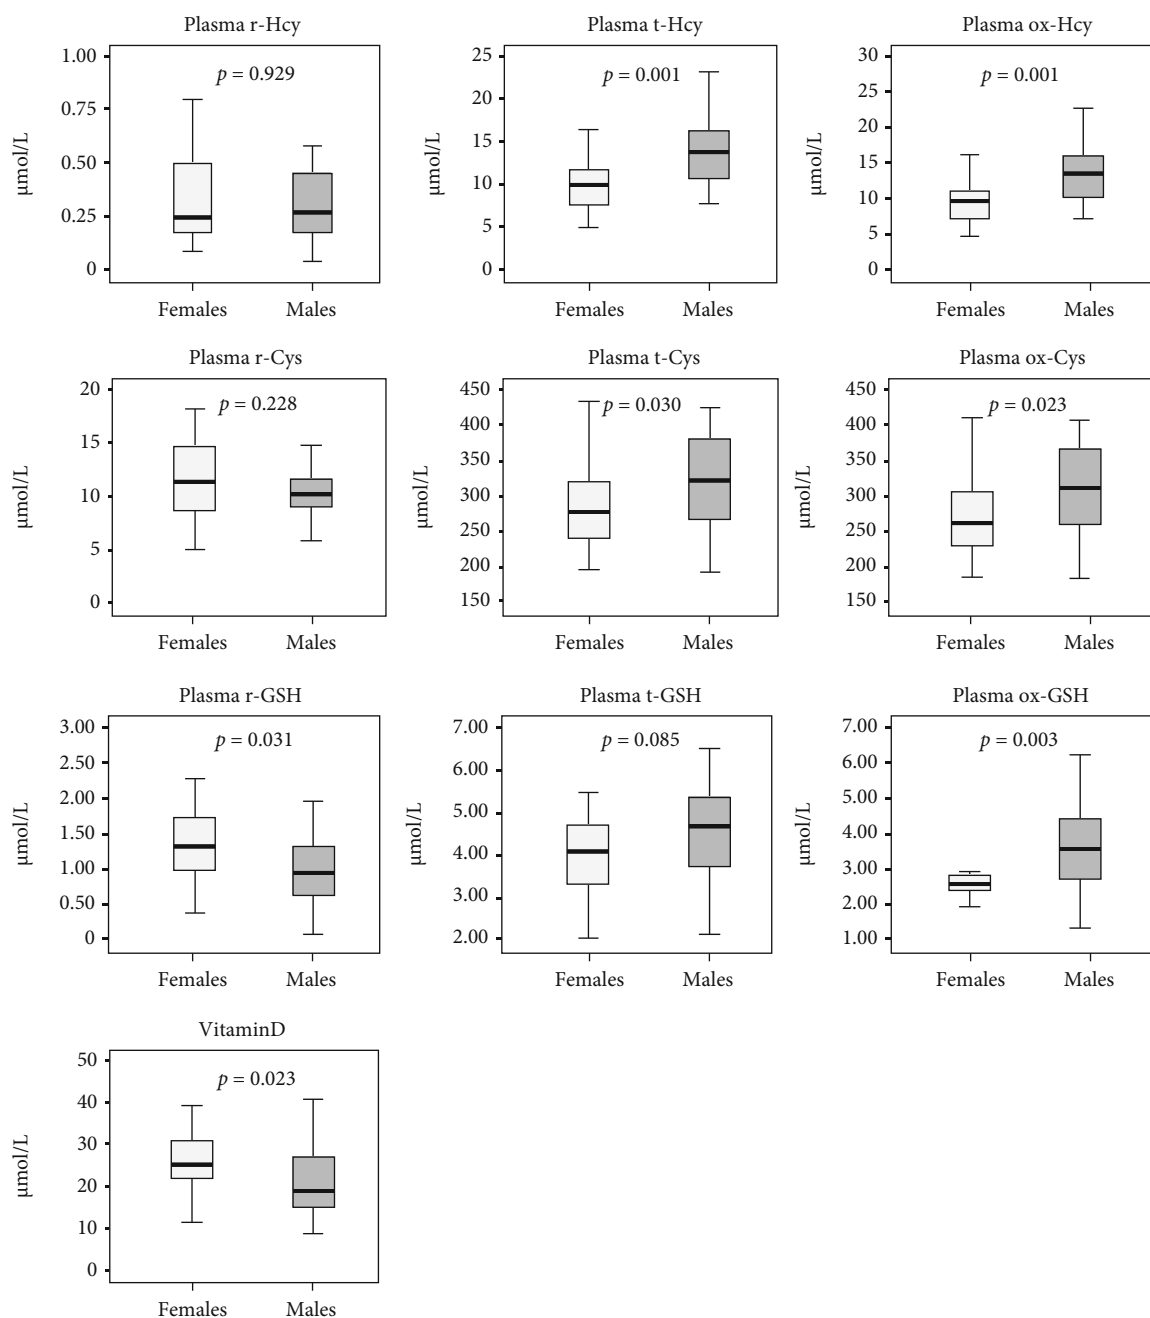 Plasma r-Hcy
1.00
0.75
0.50
0.25
0
µmol/L
p = 0.929
Females
Males
Plasma t-Hcy
25
20
15
10
5
0
µmol/L
p = 0.001
Females
Males
Plasma ox-Hcy
30
25
20
15
10
5
0
µmol/L
p = 0.001
Females
Males
Plasma r-Cys
20
15
10
5
0
µmol/L
p = 0.228
Females
Males
Plasma t-Cys
450
400
350
300
250
200
150
µmol/L
p = 0.030
Females
Males
Plasma ox-Cys
450
400
350
300
250
200
150
µmol/L
p = 0.023
Females
Males
Plasma r-GSH
3.00
2.50
2.00
1.50
1.00
0.50
0
µmol/L
p = 0.031
Females
Males
Plasma t-GSH
7.00
6.00
5.00
4.00
3.00
2.00
µmol/L
p = 0.085
Females
Males
Plasma ox-GSH
7.00
6.00
5.00
4.00
3.00
2.00
1.00
µmol/L
p = 0.003
Females
Males
VitaminD
50
40
30
20
10
0
µmol/L
p = 0.023
Females
Males